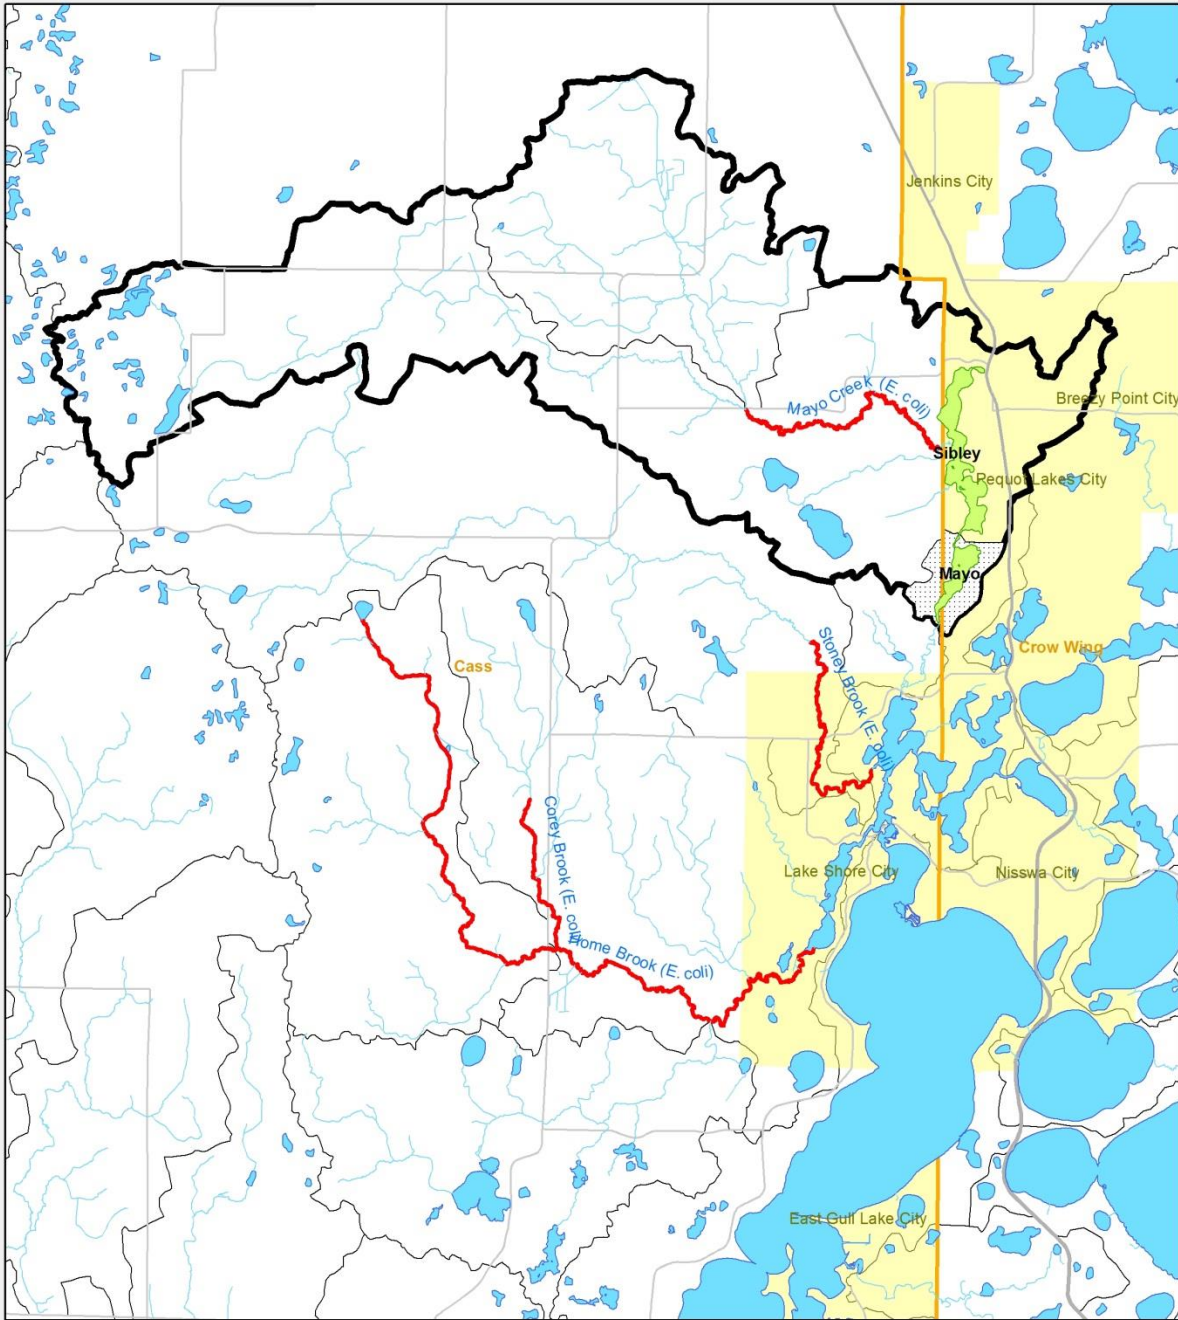 Jenkins City
Mayo Creek (E. coli)
Breezy Point City
Sibley
Pequot Lakes City
Mayo
Stoney Brook (E. coli)
Crow Wing
Cass
Corey Brook (E. coli)
Lake Shore City
Nisswa City
Home Brook (E. coli)
East Gull Lake City